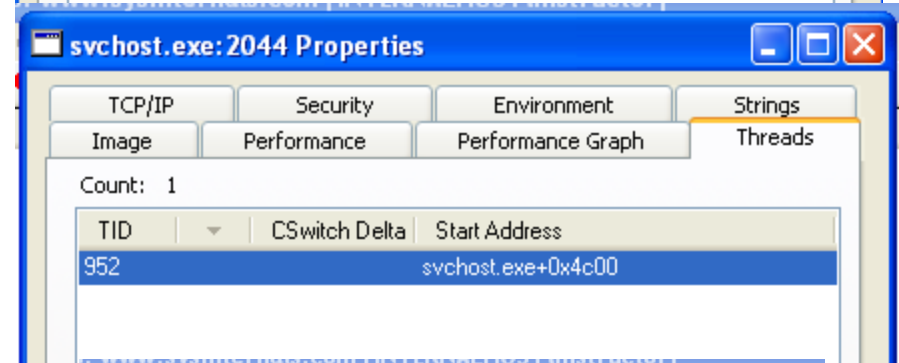 svchost.exe:2044 Properties
TCP/IP Security Environment Strings
Image Performance Performance Graph Threads
Count: 1
TID CSwitch Delta Start Address
952 svchost.exe+0x4c00